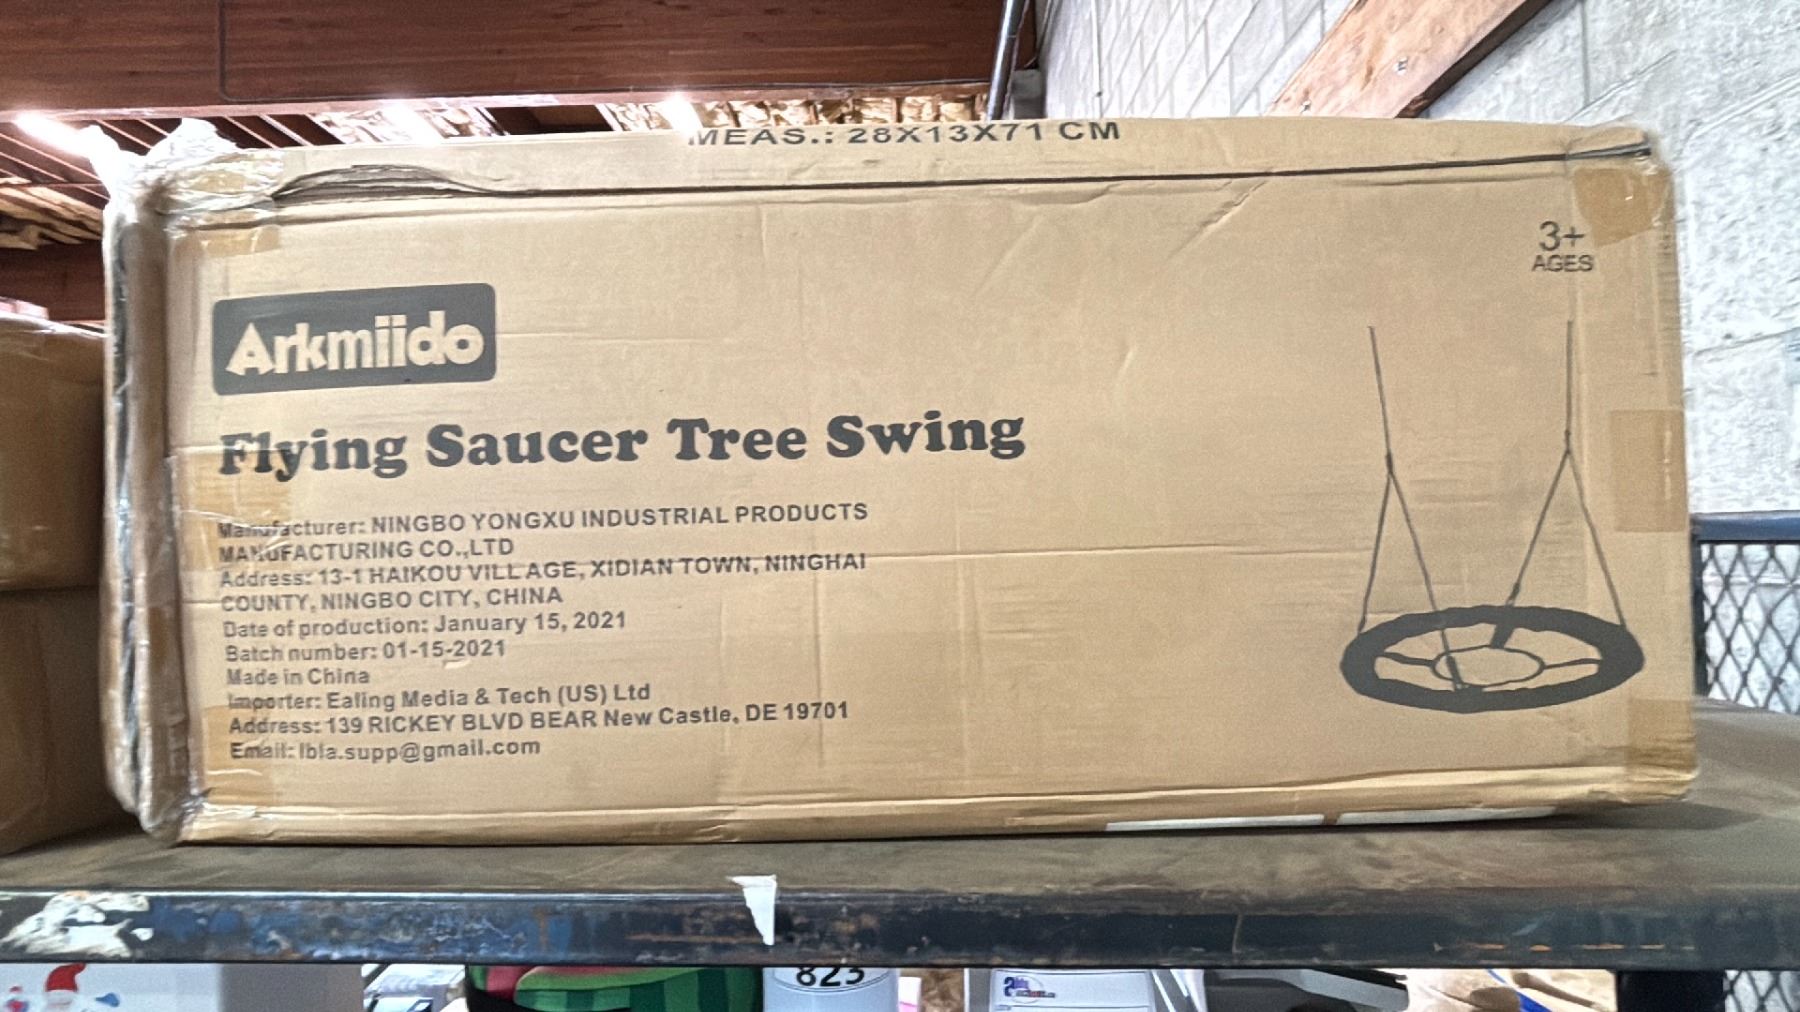 MEAS.: 28X13X71 CM
3+
AGES
Arkmiido
Flying Saucer Tree Swing
Manufacturer: NINGBO YONGXU INDUSTRIAL PRODUCTS
MANUFACTURING CO.,LTD
Address: 13-1 HAIKOU VILLAGE, XIDIAN TOWN, NINGHAI
COUNTY, NINGBO CITY, CHINA
Date of production: January 15, 2021
Batch number: 01-15-2021
Made in China
Importer: Ealing Media & Tech (US) Ltd
Address: 139 RICKEY BLVD BEAR New Castle, DE 19701
Email: lbla.supp@gmail.com
823